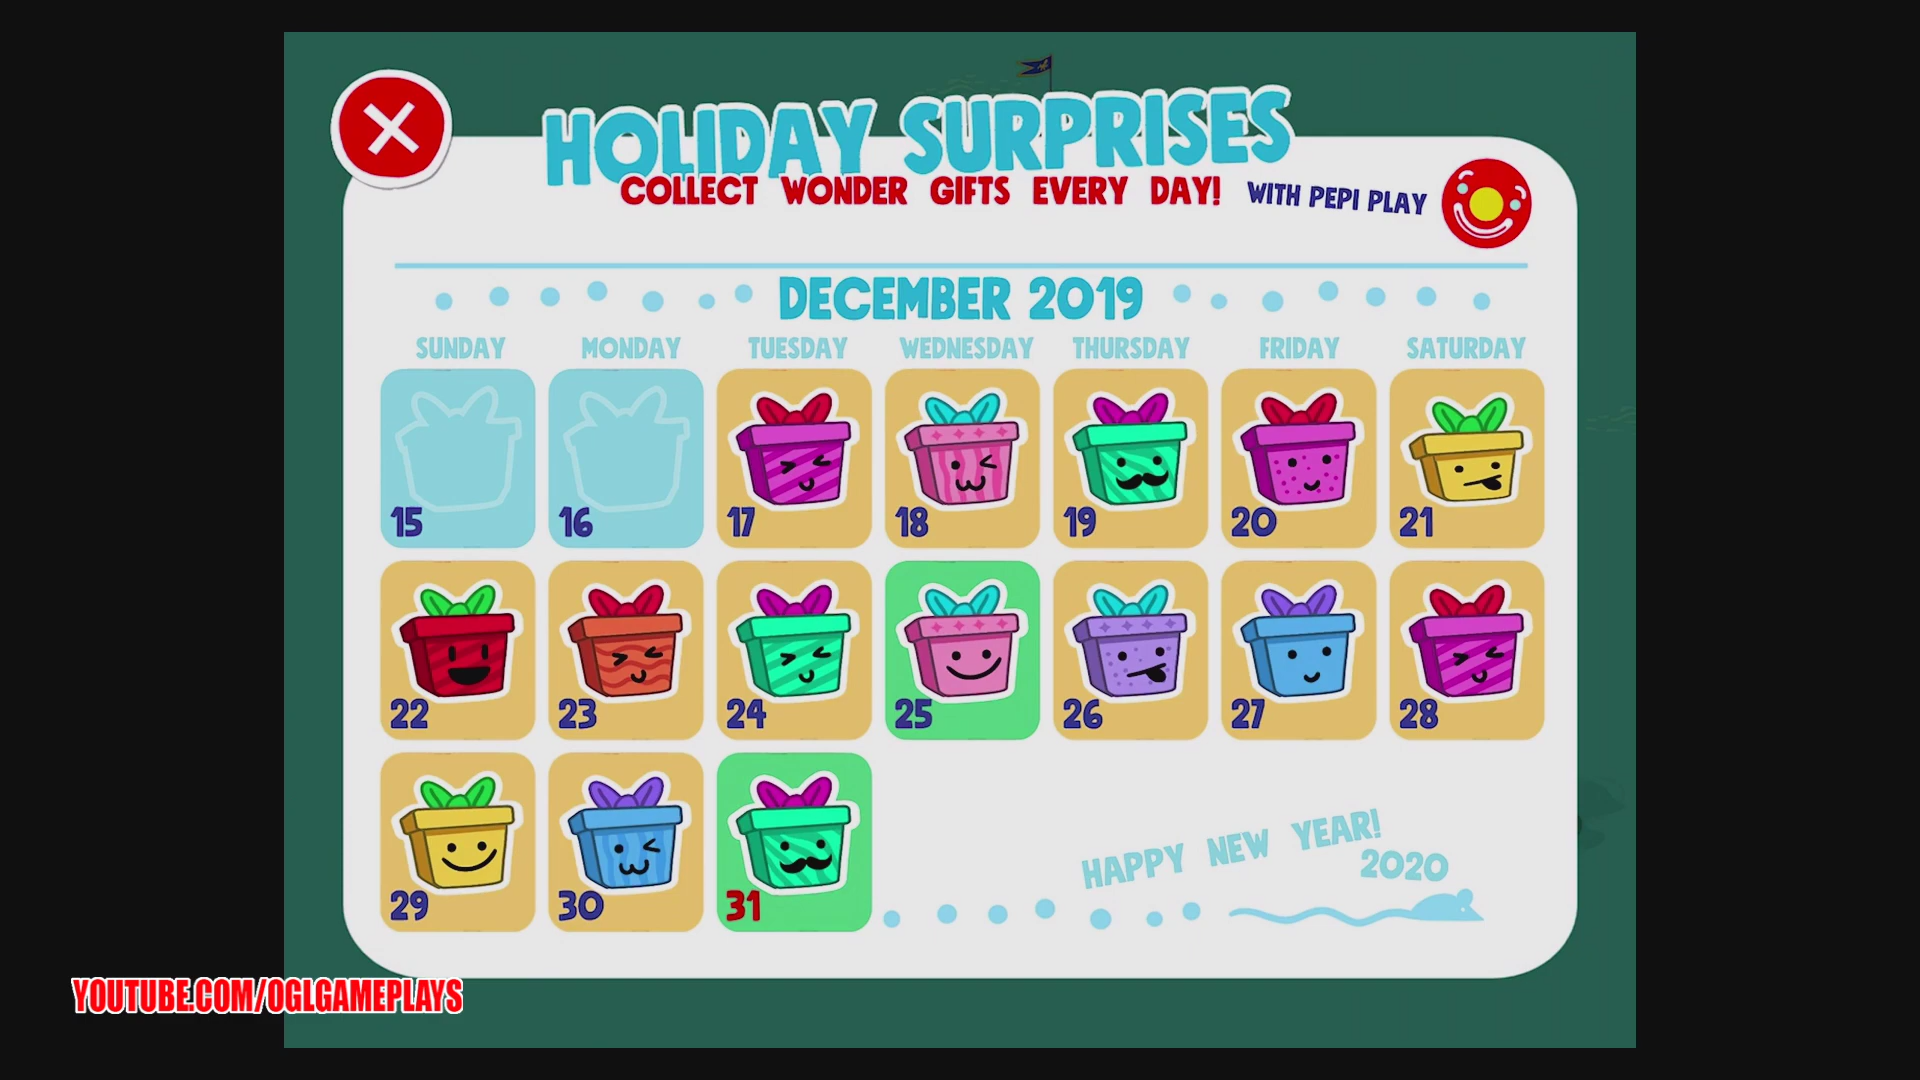 HOLIDAY SURPRISES
COLLECT WONDER GIFTS EVERY DAY! WITH PEPI PLAY
DECEMBER 2019
SUNDAY MONDAY TUESDAY WEDNESDAY THURSDAY FRIDAY SATURDAY
15 16 17 18 19 20 21
22 23 24 25 26 27 28
29 30 31
HAPPY NEW YEAR!
2020
YOUTUBE.COM/OGLGAMEPLAYS